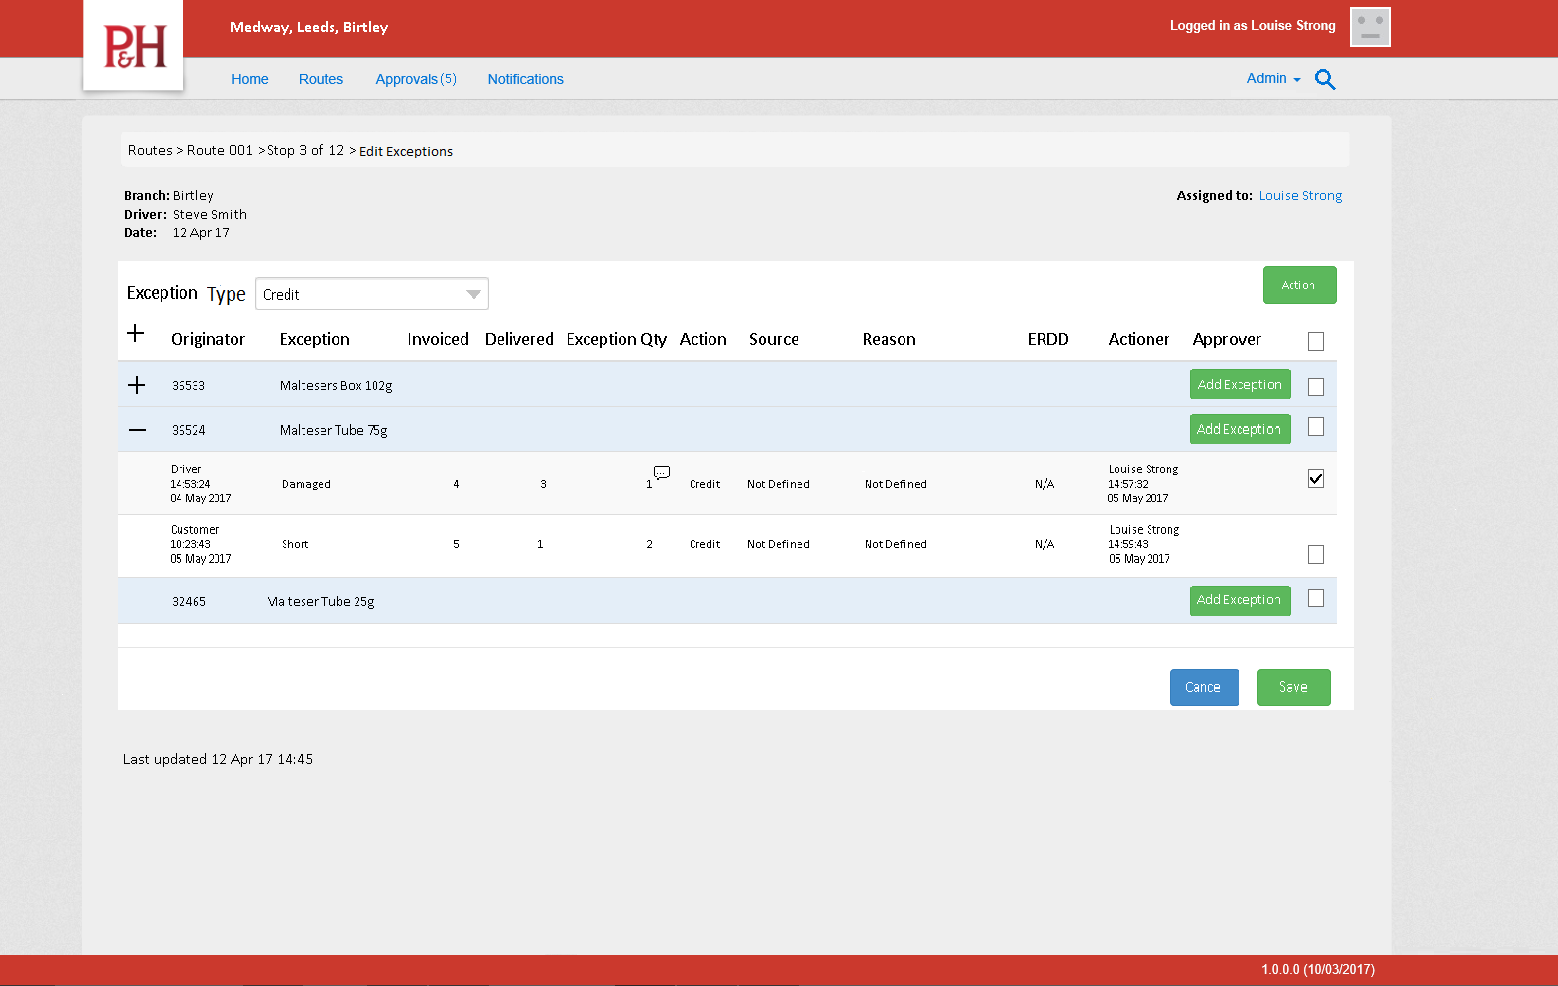 P&H
Medway, Leeds, Birtley
Logged in as Louise Strong
Home Routes Approvals (5) Notifications Admin
Routes > Route 001 >Stop 3 of 12 > Edit Exceptions
Branch: Birtley
Assigned to: Louise Strong
Driver: Steve Smith
Date: 12 Apr 17
Exception Type Credit Action
Originator Exception Invoiced Delivered Exception Qty Action Source Reason ERDD Actioner Approver
36533 Maltesers Box 102g Add Exception
36524 Malteser Tube 75g Add Exception
Driver
14:53:24
04 May 2017
Damaged 4 3 1 Credit Not Defined Not Defined N/A
Louise Strong
14:57:32
05 May 2017
Customer
10:23:43
05 May 2017
Short 5 1 2 Credit Not Defined Not Defined N/A
Louise Strong
14:59:43
05 May 2017
32465 Malteser Tube 25g Add Exception
Cance Save
Last updated 12 Apr 17 14:45
1.0.0.0 (10/03/2017)